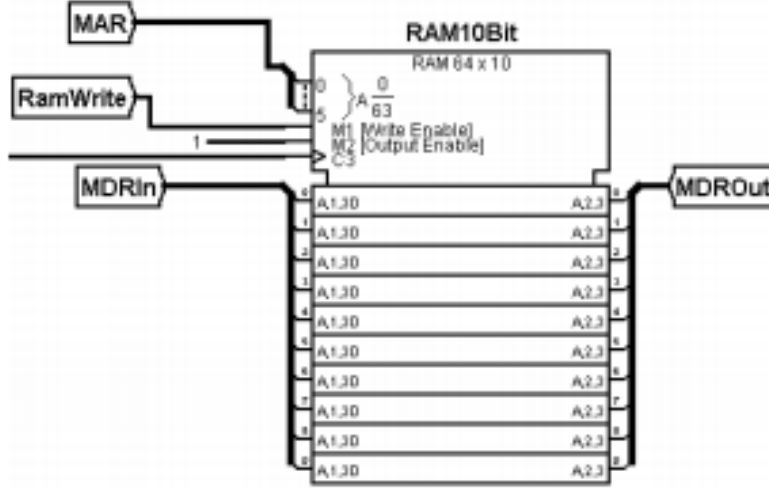 MAR
RAM10Bit
RAM 64 x 10
0
A 0
63
5
RamWrite
M1 [Write Enable]
1
M2 [Output Enable]
C3
MDRIn
MDROut
0 A,1,3D A,2,3 0
1 A,1,3D A,2,3 1
2 A,1,3D A,2,3 2
3 A,1,3D A,2,3 3
4 A,1,3D A,2,3 4
5 A,1,3D A,2,3 5
6 A,1,3D A,2,3 6
7 A,1,3D A,2,3 7
8 A,1,3D A,2,3 8
9 A,1,3D A,2,3 9